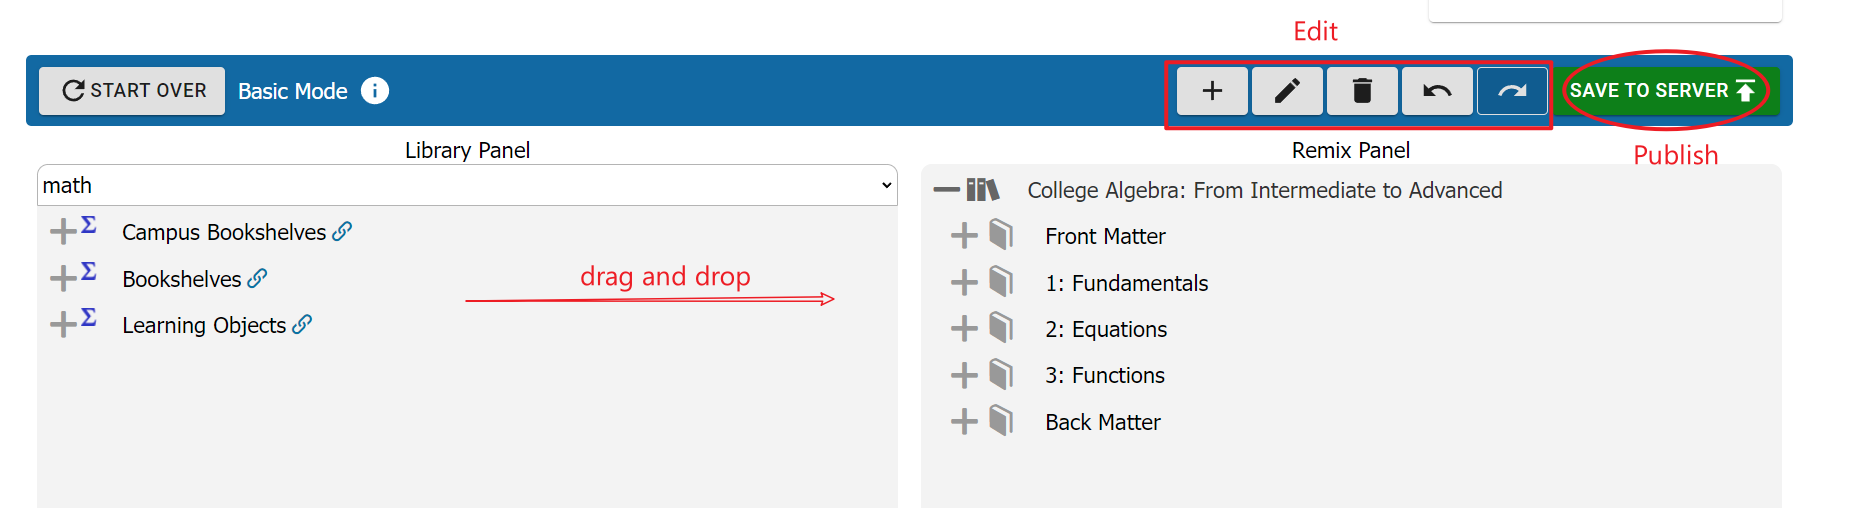 Edit
START OVER Basic Mode SAVE TO SERVER
Publish
Library Panel
math
Campus Bookshelves
Bookshelves
Learning Objects
drag and drop
Remix Panel
College Algebra: From Intermediate to Advanced
Front Matter
1: Fundamentals
2: Equations
3: Functions
Back Matter